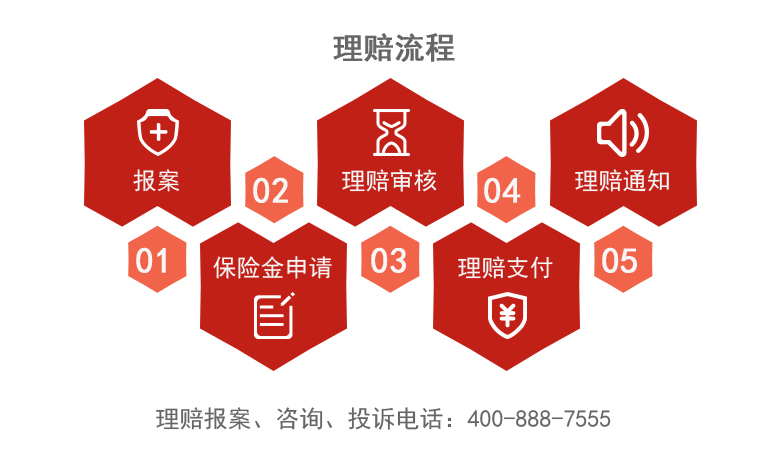 理赔流程
01
报案
02
保险金申请
03
理赔审核
04
理赔支付
05
理赔通知
理赔报案、咨询、投诉电话：400-888-7555